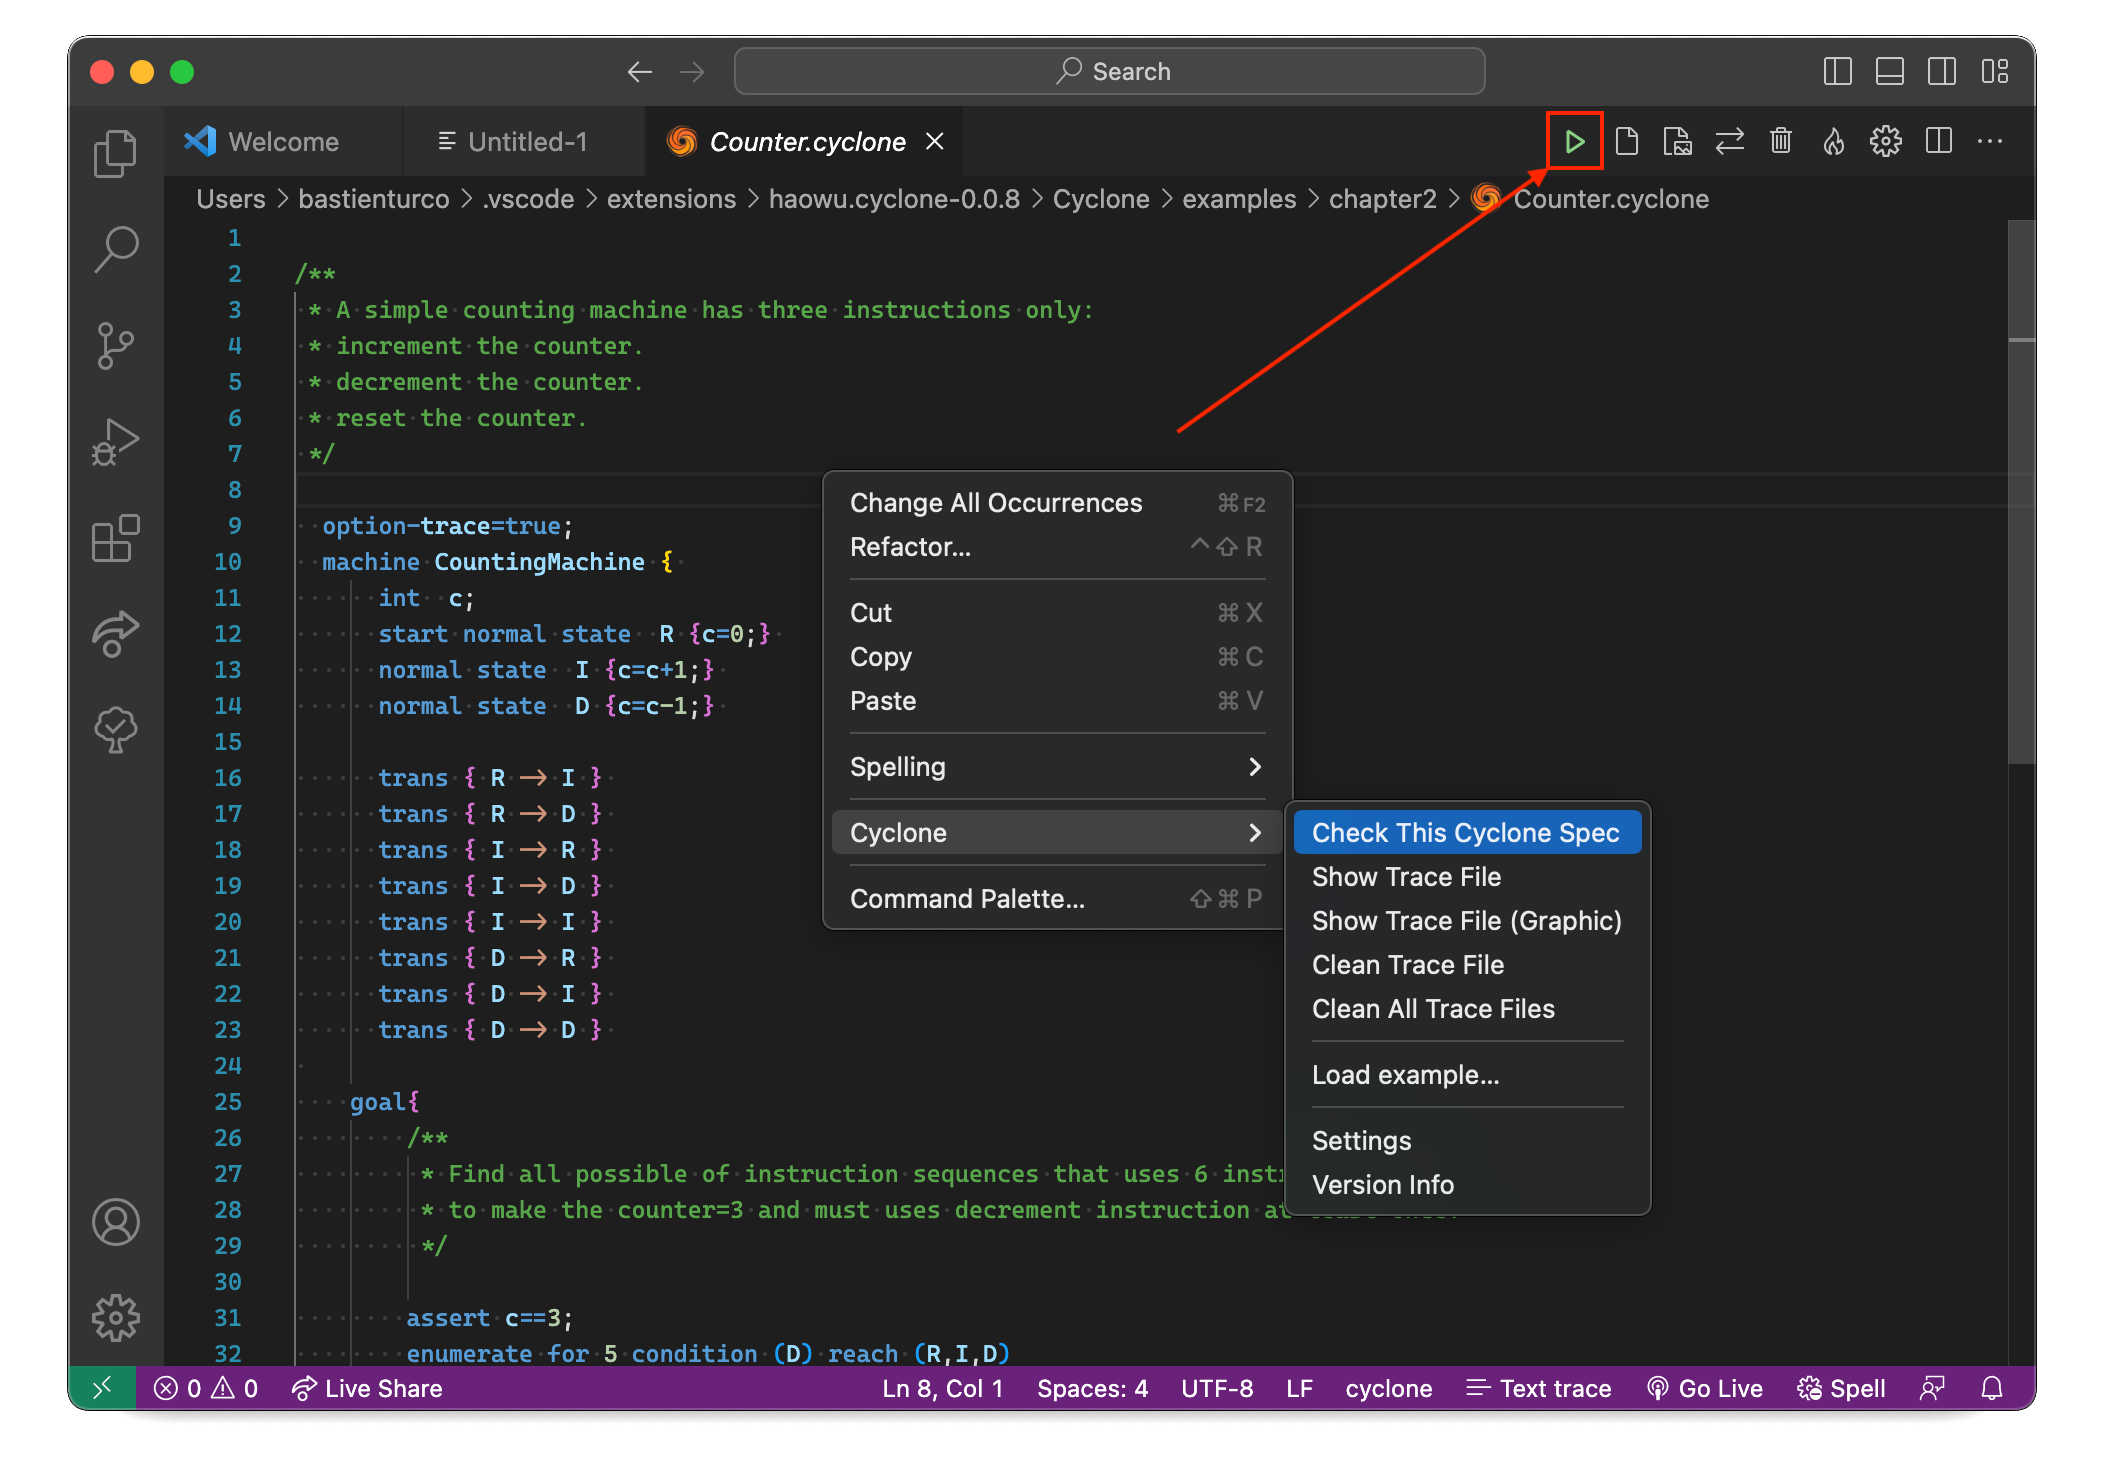 Search
Welcome
Untitled-1
Counter.cyclone
Users > bastienturco > .vscode > extensions > haowu.cyclone-0.0.8 > Cyclone > examples > chapter2 > Counter.cyclone
1
2 /**
3 * A simple counting machine has three instructions only:
4 * increment the counter.
5 * decrement the counter.
6 * reset the counter.
7 */
8
9 option-trace=true;
10 machine CountingMachine {
11 int c;
12 start normal state R {c=0;}
13 normal state I {c=c+1;}
14 normal state D {c=c-1;}
15
16 trans { R -> I }
17 trans { R -> D }
18 trans { I -> R }
19 trans { I -> D }
20 trans { I -> I }
21 trans { D -> R }
22 trans { D -> I }
23 trans { D -> D }
24
25 goal{
26 /**
27 * Find all possible of instruction sequences that uses 6
28 * to make the counter=3 and must uses decrement instruction
29 */
30
31 assert c==3;
32 enumerate for 5 condition (D) reach (R,I,D)
Change All Occurrences ⌘F2
Refactor... ^⇧R
Cut ⌘X
Copy ⌘C
Paste ⌘V
Spelling
Cyclone
Command Palette... ⇧⌘P
Check This Cyclone Spec
Show Trace File
Show Trace File (Graphic)
Clean Trace File
Clean All Trace Files
Load example...
Settings
Version Info
0 0 Live Share Ln 8, Col 1 Spaces: 4 UTF-8 LF cyclone Text trace Go Live Spell